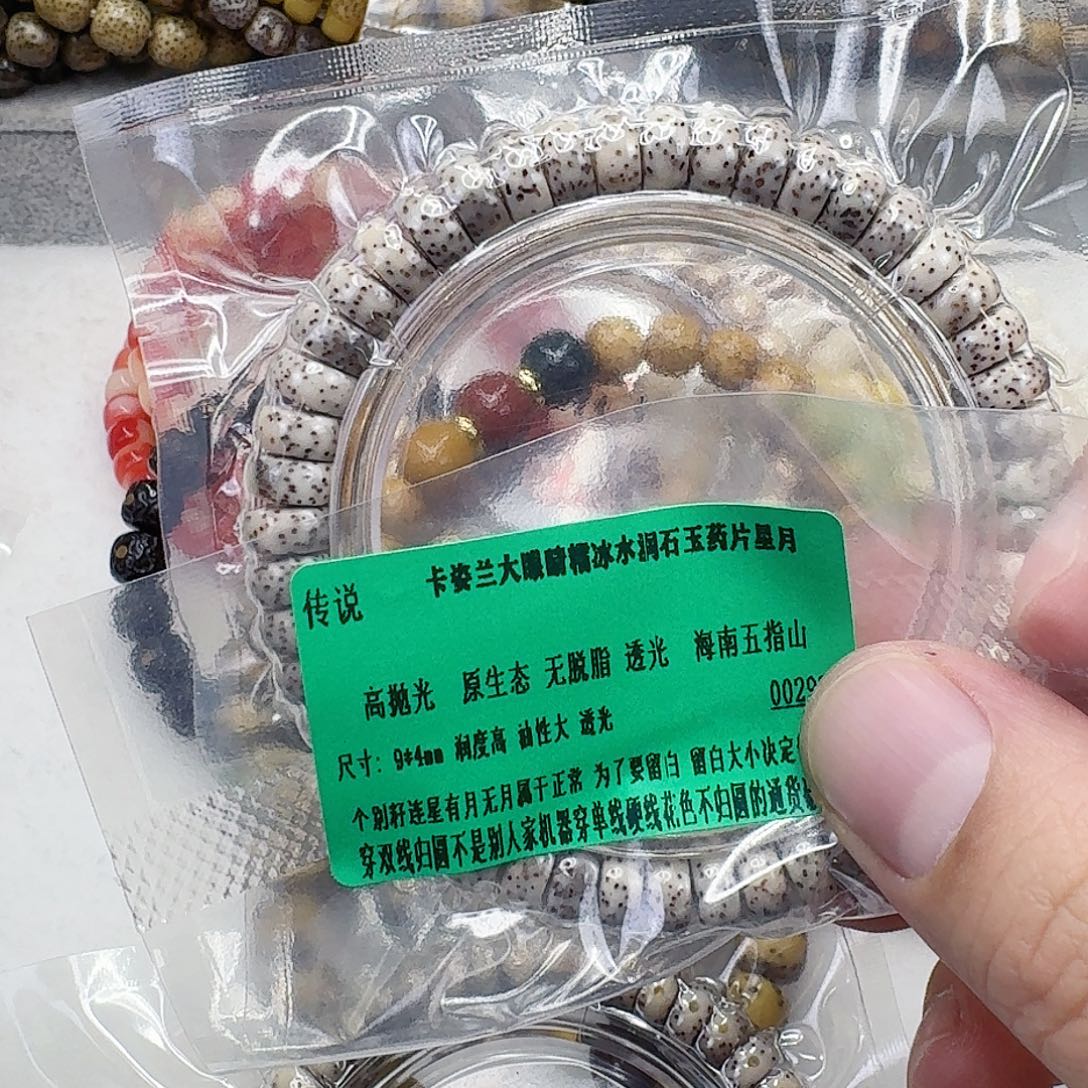 卡姿兰大眼睛糯冰水润石玉药片星月
传说
高抛光 原生态 无脱脂 透光 海南五指山
0029
尺寸: 9*4mm 润度高 油性大 透光
个别籽连星有月无月属于正常 为了要留白 留白大小决定
穿双线归圆不是别人家机器穿单线硬线花色不归圆的通货